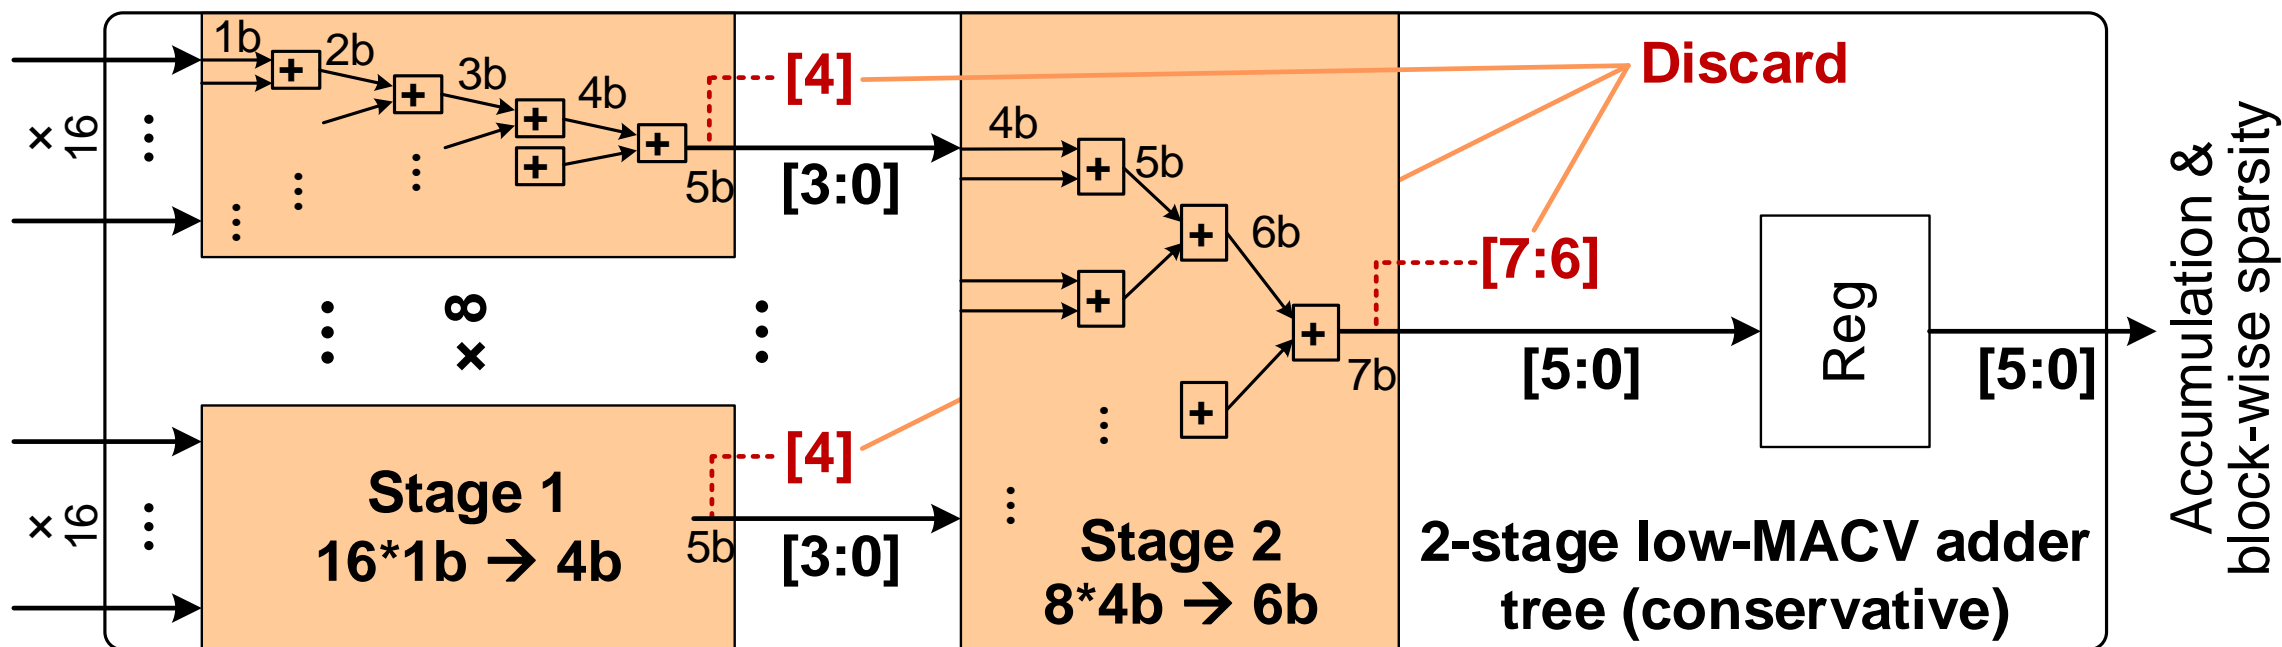 1b
+
2b
+
3b
+
4b
+
+
5b
[4]
[3:0]
× 16
× 8
Stage 1
16*1b → 4b
× 16
5b
[4]
[3:0]
4b
+
5b
+
+
6b
+
+
7b
Stage 2
8*4b → 6b
Discard
[7:6]
[5:0]
Reg
[5:0]
2-stage low-MACV adder
tree (conservative)
Accumulation &
block-wise sparsity